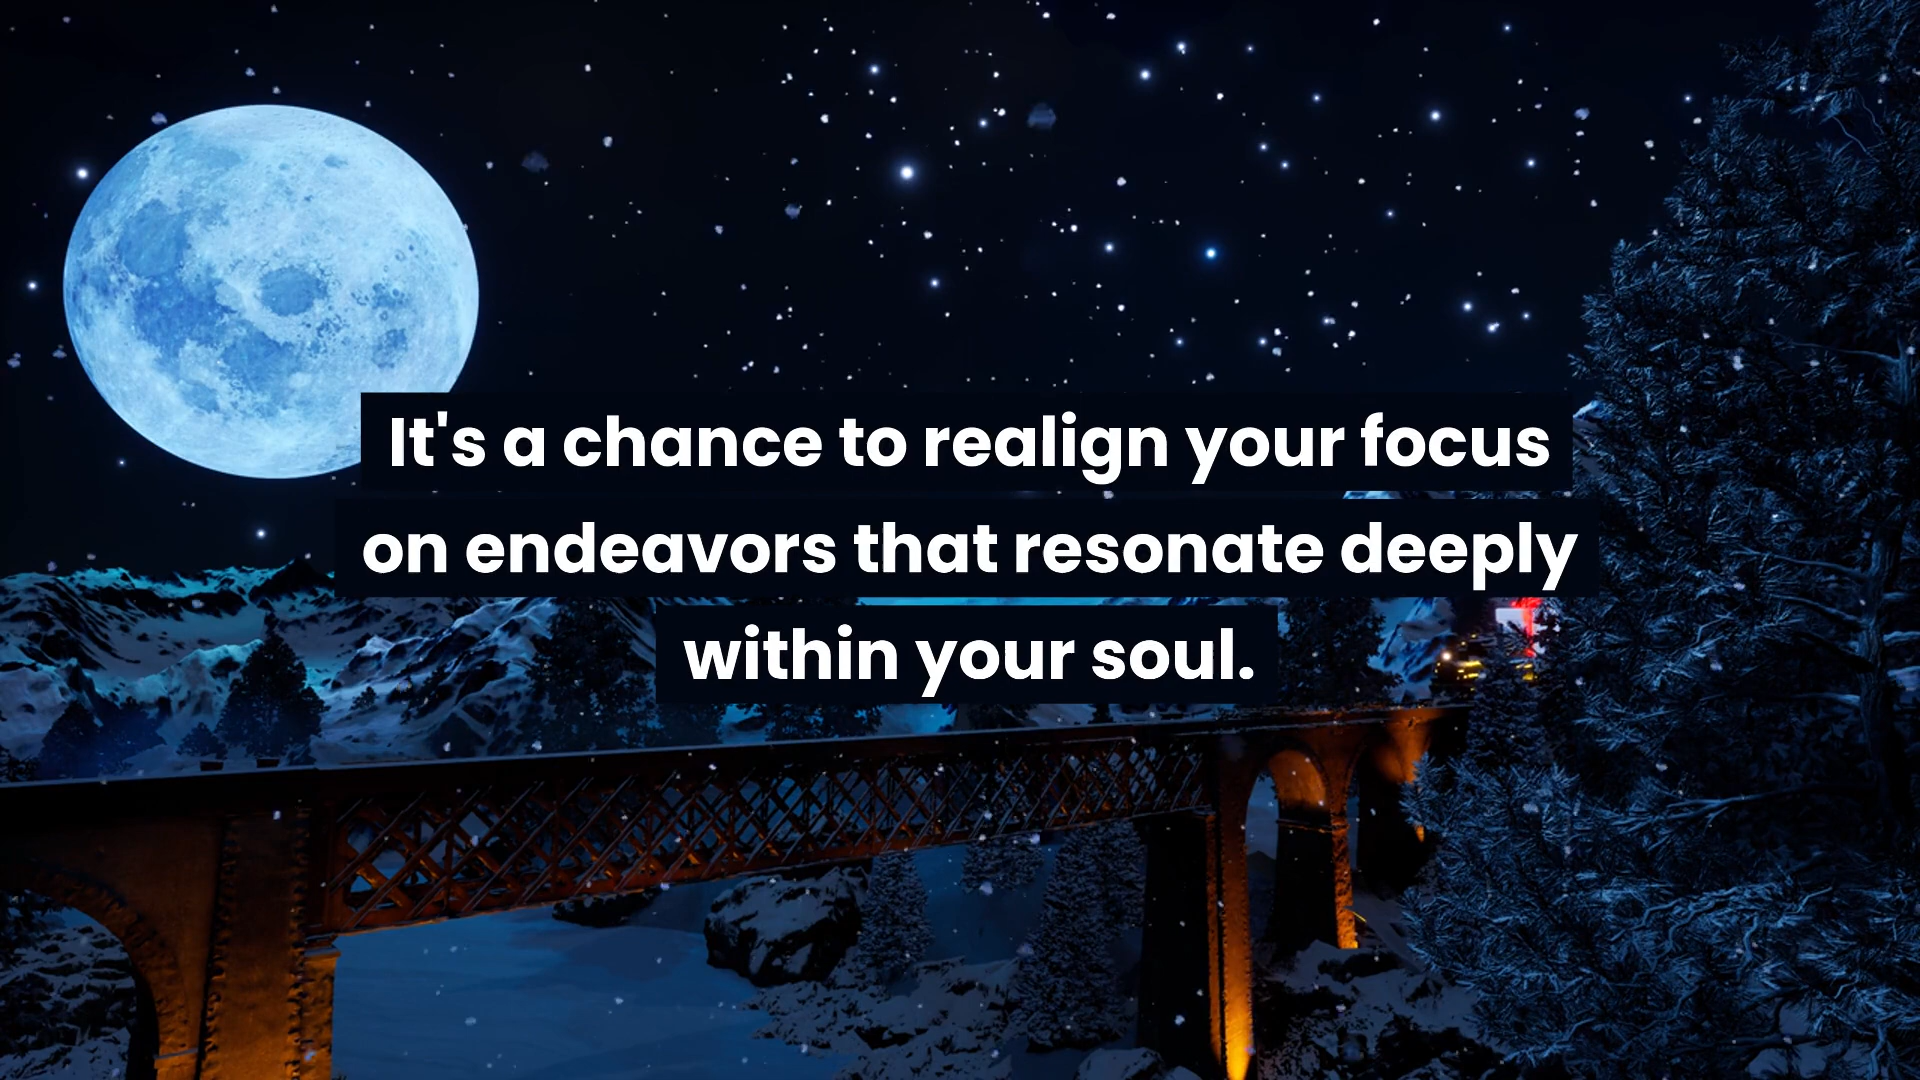 It's a chance to realign your focus
on endeavors that resonate deeply
within your soul.